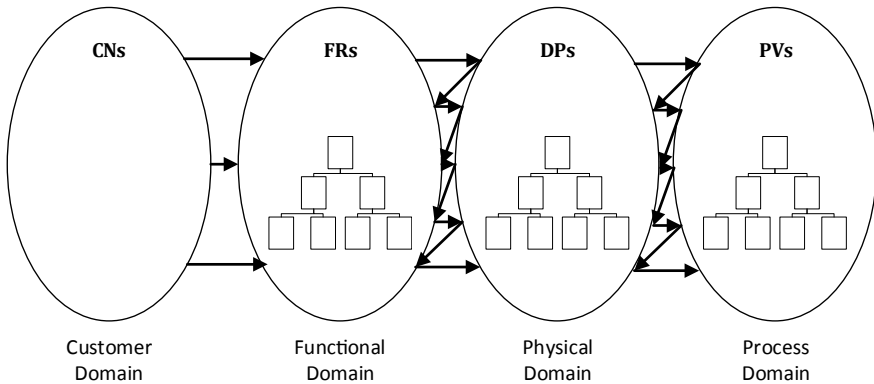 CNs
FRs
DPs
PVs
Customer
Domain
Functional
Domain
Physical
Domain
Process
Domain